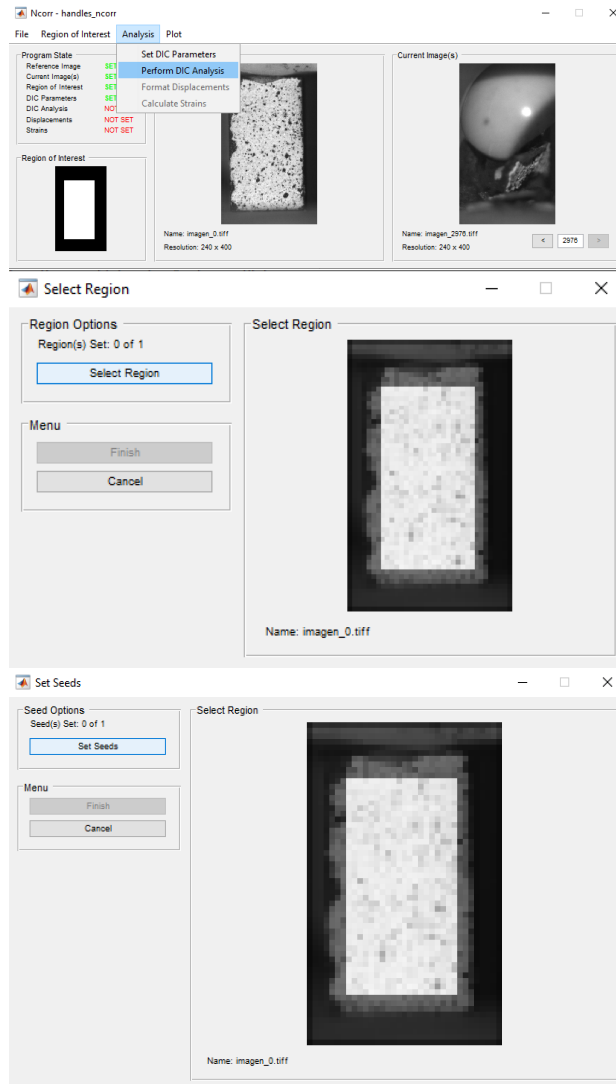 Ncorr - handles_ncorr
File Region of Interest Analysis Plot
Set DIC Parameters
Perform DIC Analysis
Format Displacements
Calculate Strains
Program State
Reference Image SET
Current Image(s) SET
Region of Interest SET
DIC Parameters SET
DIC Analysis NOT
Displacements NOT SET
Strains NOT SET
Region of Interest
Name: imagen_0.tiff
Resolution: 240 x 400
Current Image(s)
Name: imagen_2976.tiff
Resolution: 240 x 400
< 2976 >
Select Region
Region Options
Region(s) Set: 0 of 1
Select Region
Menu
Finish
Cancel
Select Region
Name: imagen_0.tiff
Set Seeds
Seed Options
Seed(s) Set: 0 of 1
Set Seeds
Menu
Finish
Cancel
Select Region
Name: imagen_0.tiff